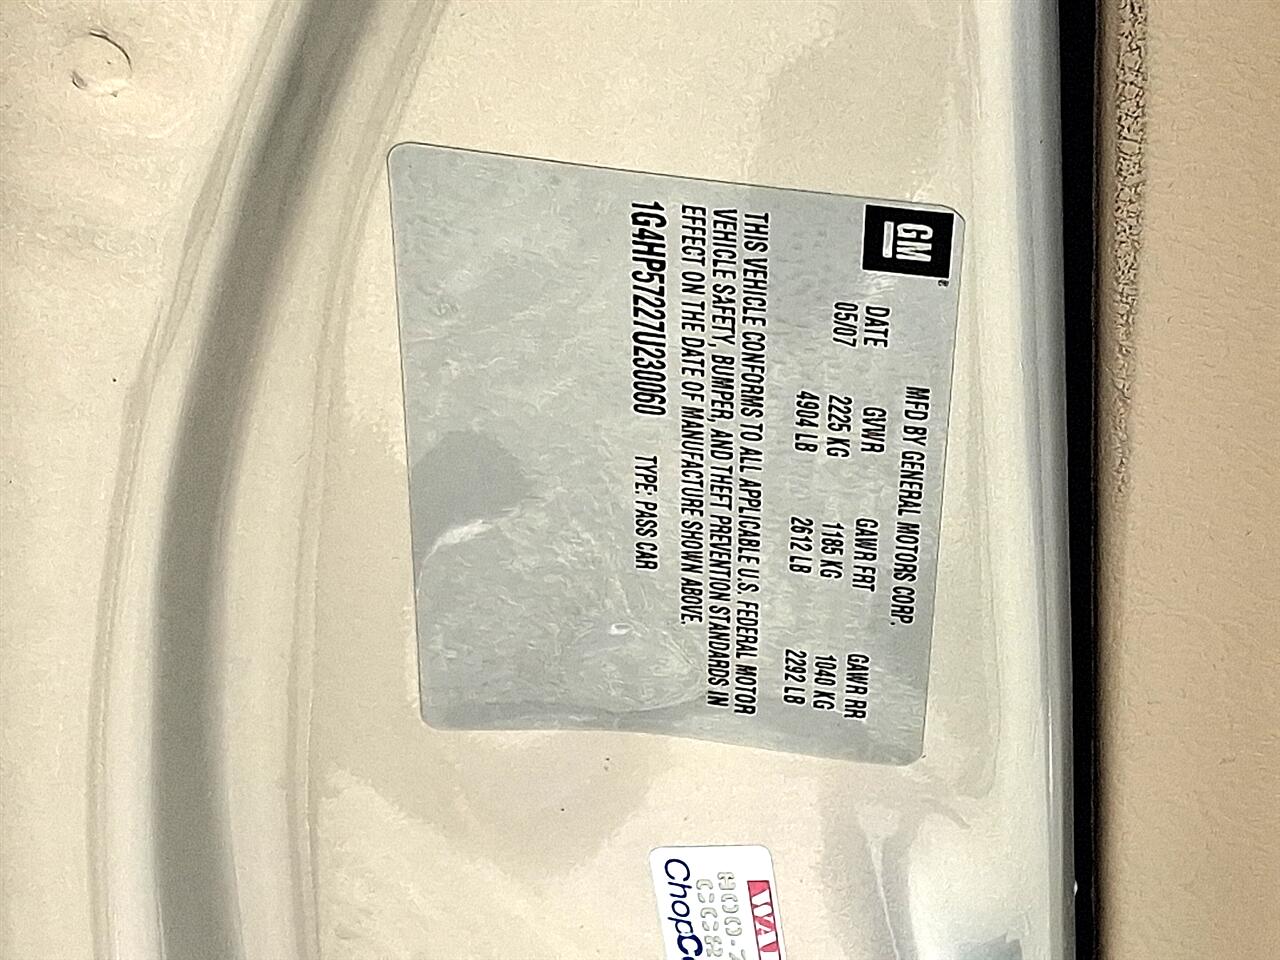 GM
MFD BY GENERAL MOTORS CORP.
DATE GVWR GAWR FRT GAWR RR
05/07 2225 KG 1185 KG 1040 KG
4904 LB 2612 LB 2292 LB
THIS VEHICLE CONFORMS TO ALL APPLICABLE U.S. FEDERAL MOTOR
VEHICLE SAFETY, BUMPER, AND THEFT PREVENTION STANDARDS IN
EFFECT ON THE DATE OF MANUFACTURE SHOWN ABOVE.
1G4HP57227U230060 TYPE: PASS CAR